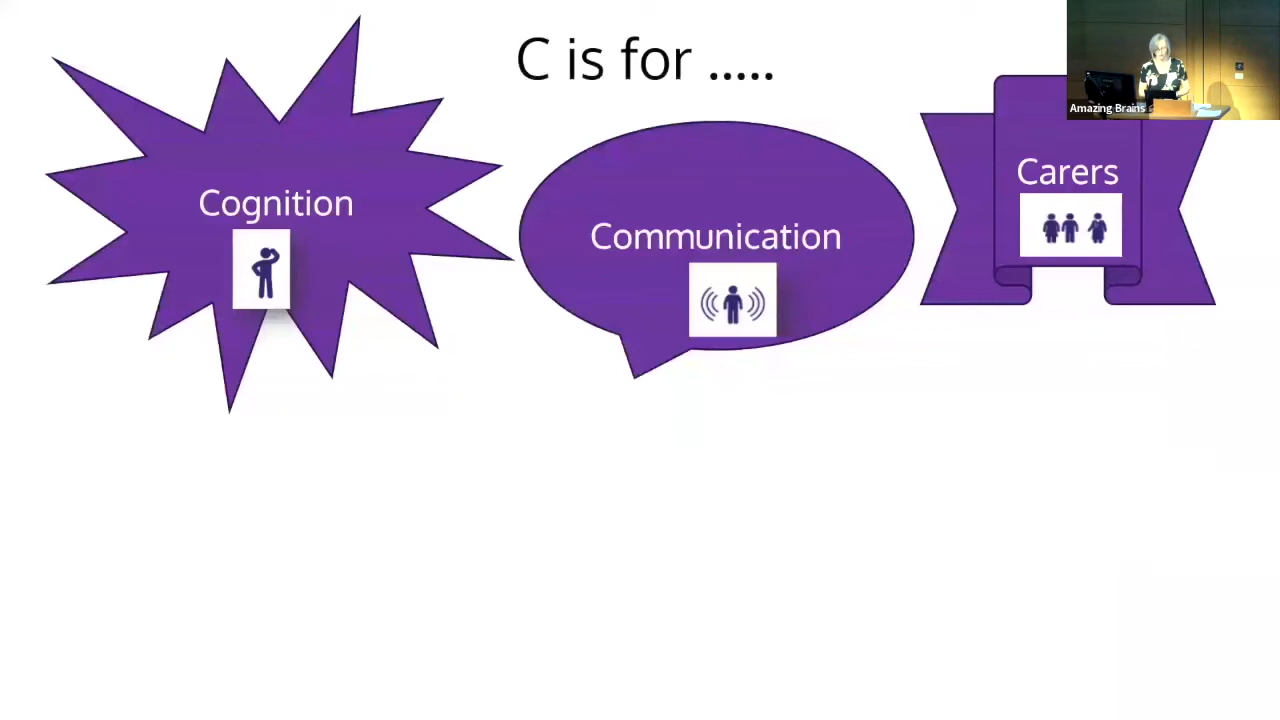 C is for .....
Cognition
Communication
Carers
Amazing Brains